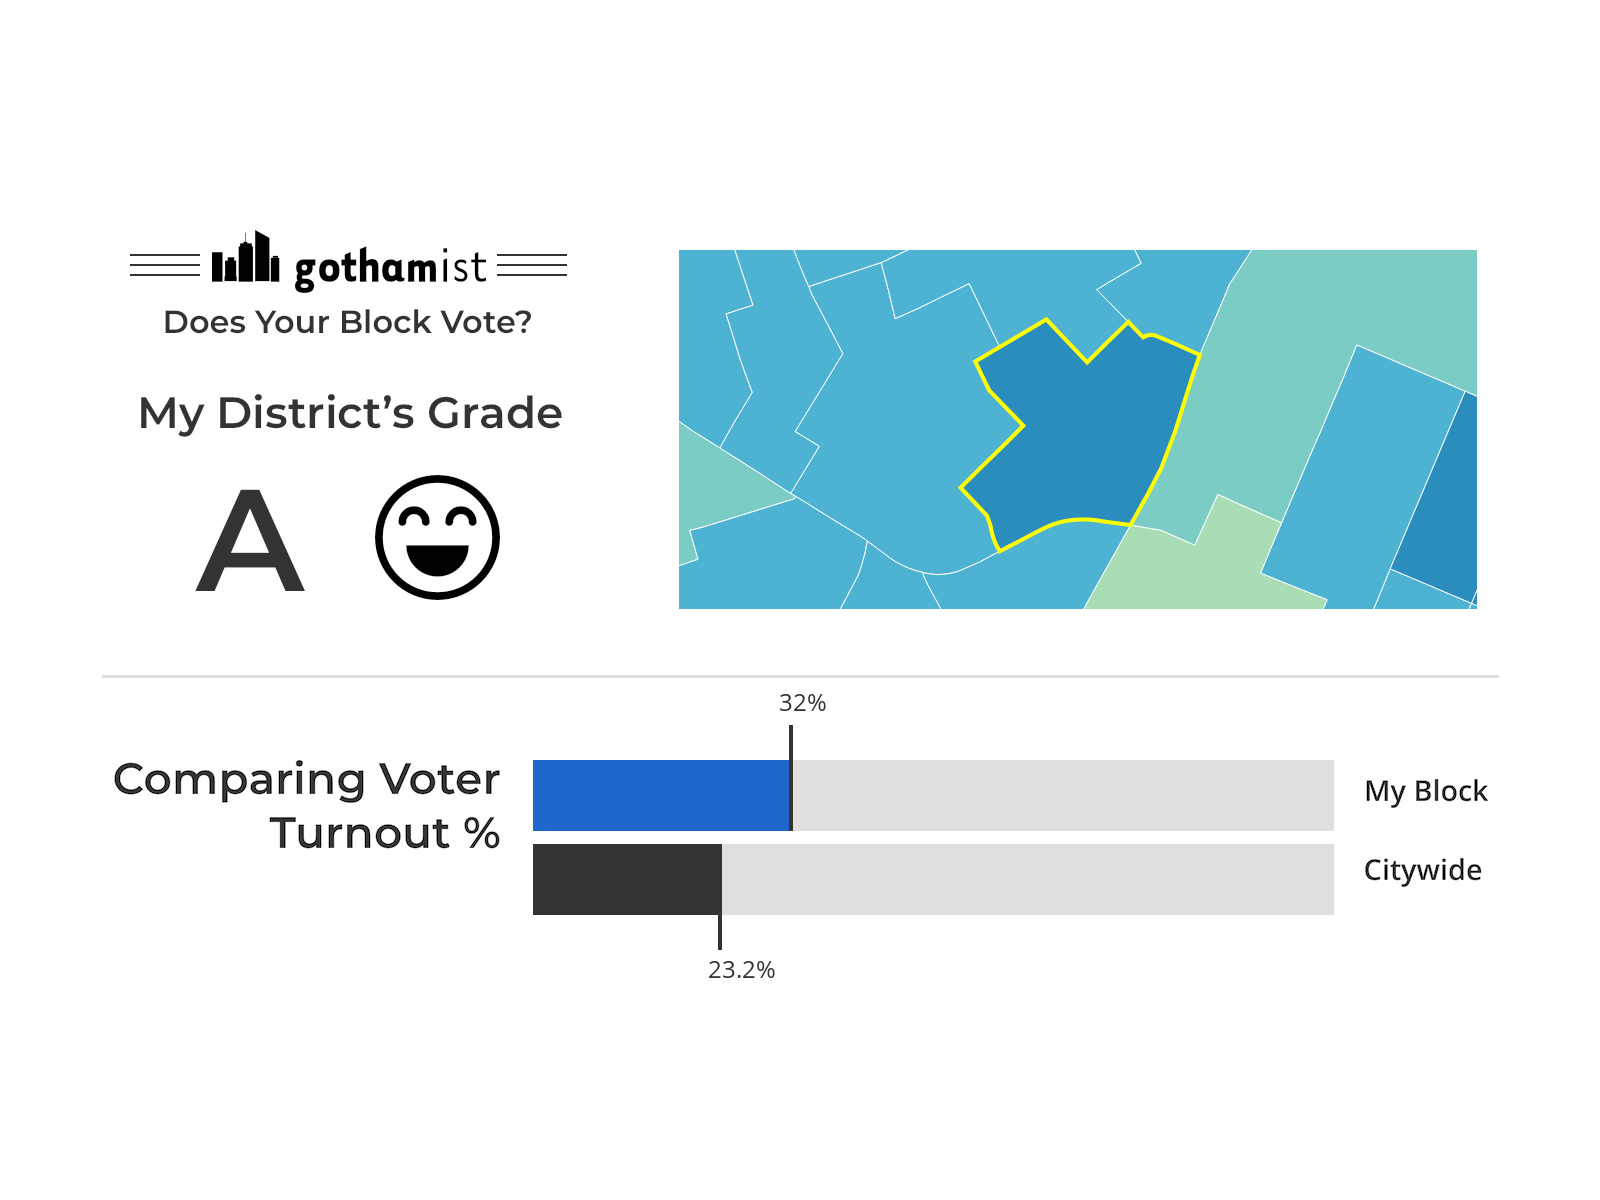 gothamist
Does Your Block Vote?
My District’s Grade
A
32%
Comparing Voter
Turnout %
My Block
Citywide
23.2%